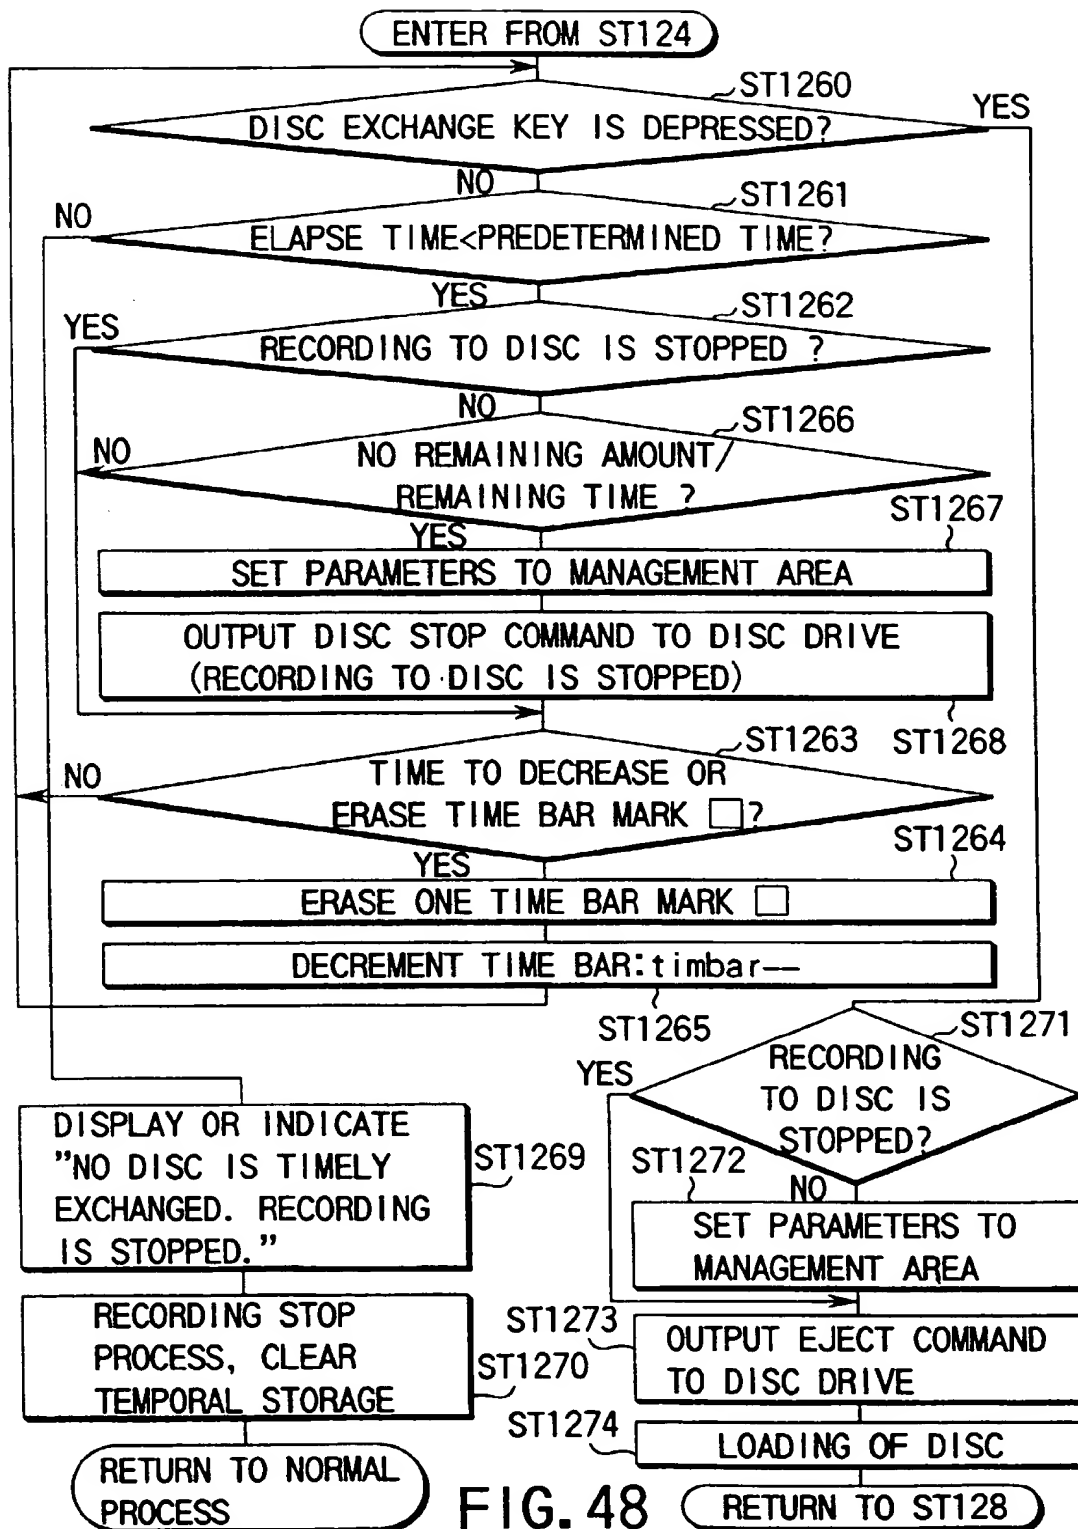 ENTER FROM ST124
ST1260
YES
DISC EXCHANGE KEY IS DEPRESSED?
NO
ST1261
NO
ELAPSE TIME<PREDETERMINED TIME?
YES
ST1262
YES
RECORDING TO DISC IS STOPPED ?
NO
ST1266
NO
NO REMAINING AMOUNT/
REMAINING TIME ?
YES
ST1267
SET PARAMETERS TO MANAGEMENT AREA
OUTPUT DISC STOP COMMAND TO DISC DRIVE
(RECORDING TO DISC IS STOPPED)
ST1268
ST1263
NO
TIME TO DECREASE OR
ERASE TIME BAR MARK □?
YES
ST1264
ERASE ONE TIME BAR MARK □
DECREMENT TIME BAR:timbar--
ST1265
ST1271
YES
RECORDING
TO DISC IS
STOPPED?
NO
ST1272
SET PARAMETERS TO
MANAGEMENT AREA
DISPLAY OR INDICATE
"NO DISC IS TIMELY
EXCHANGED. RECORDING
IS STOPPED."
ST1269
RECORDING STOP
PROCESS, CLEAR
TEMPORAL STORAGE
ST1270
ST1273
OUTPUT EJECT COMMAND
TO DISC DRIVE
ST1274
LOADING OF DISC
RETURN TO NORMAL
PROCESS
FIG. 48
RETURN TO ST128